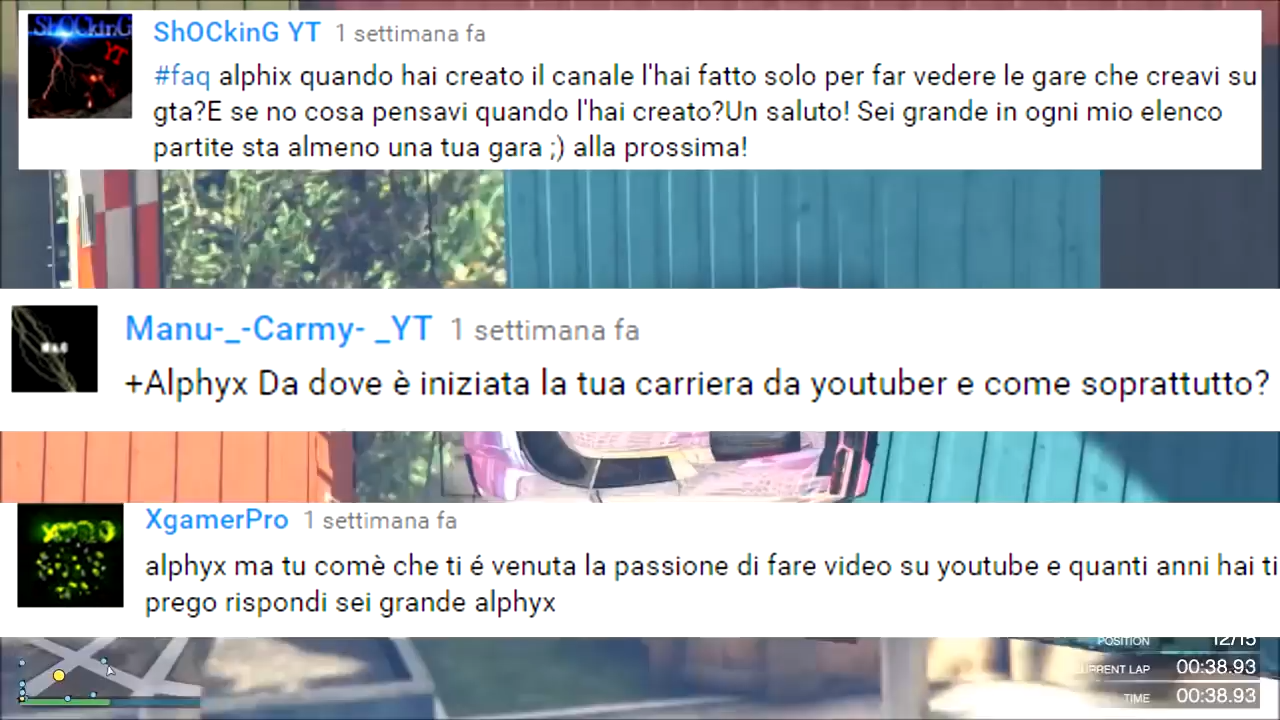 ShOCkinG YT
ShOCkinG YT 1 settimana fa
#faq alphix quando hai creato il canale l'hai fatto solo per far vedere le gare che creavi su
gta?E se no cosa pensavi quando l'hai creato?Un saluto! Sei grande in ogni mio elenco
partite sta almeno una tua gara ;) alla prossima!
Manu-_-Carmy- _YT 1 settimana fa
+Alphyx Da dove è iniziata la tua carriera da youtuber e come soprattutto?
XgamerPro 1 settimana fa
alphyx ma tu comè che ti é venuta la passione di fare video su youtube e quanti anni hai ti
prego rispondi sei grande alphyx
POSITION 12/15
URRENT LAP 00:38.93
TIME 00:38.93